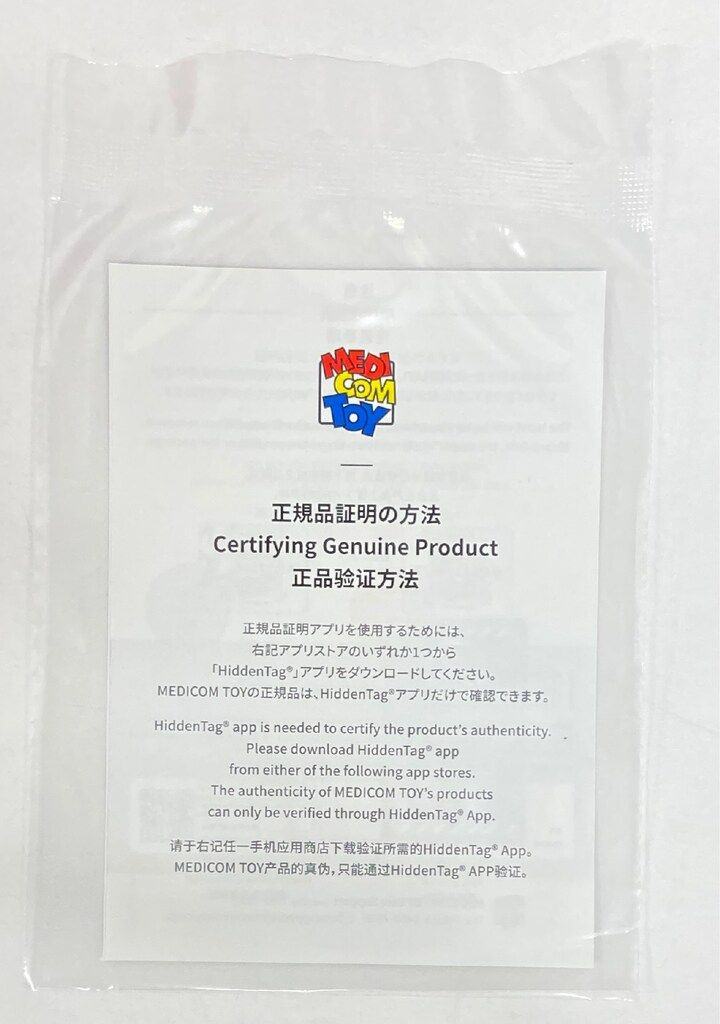 MEDI
COM
TOY
正規品証明の方法
Certifying Genuine Product
正品验证方法
正規品証明アプリを使用するためには、
右記アプリストアのいずれか1つから
「HiddenTag®」アプリをダウンロードしてください。
MEDICOM TOYの正規品は、HiddenTag®アプリだけで確認できます。
HiddenTag® app is needed to certify the product's authenticity.
Please download HiddenTag® app
from either of the following app stores.
The authenticity of MEDICOM TOY's products
can only be verified through HiddenTag® App.
请于右记任一手机应用商店下载验证所需的HiddenTag® App。
MEDICOM TOY产品的真伪，只能通过HiddenTag® APP验证。